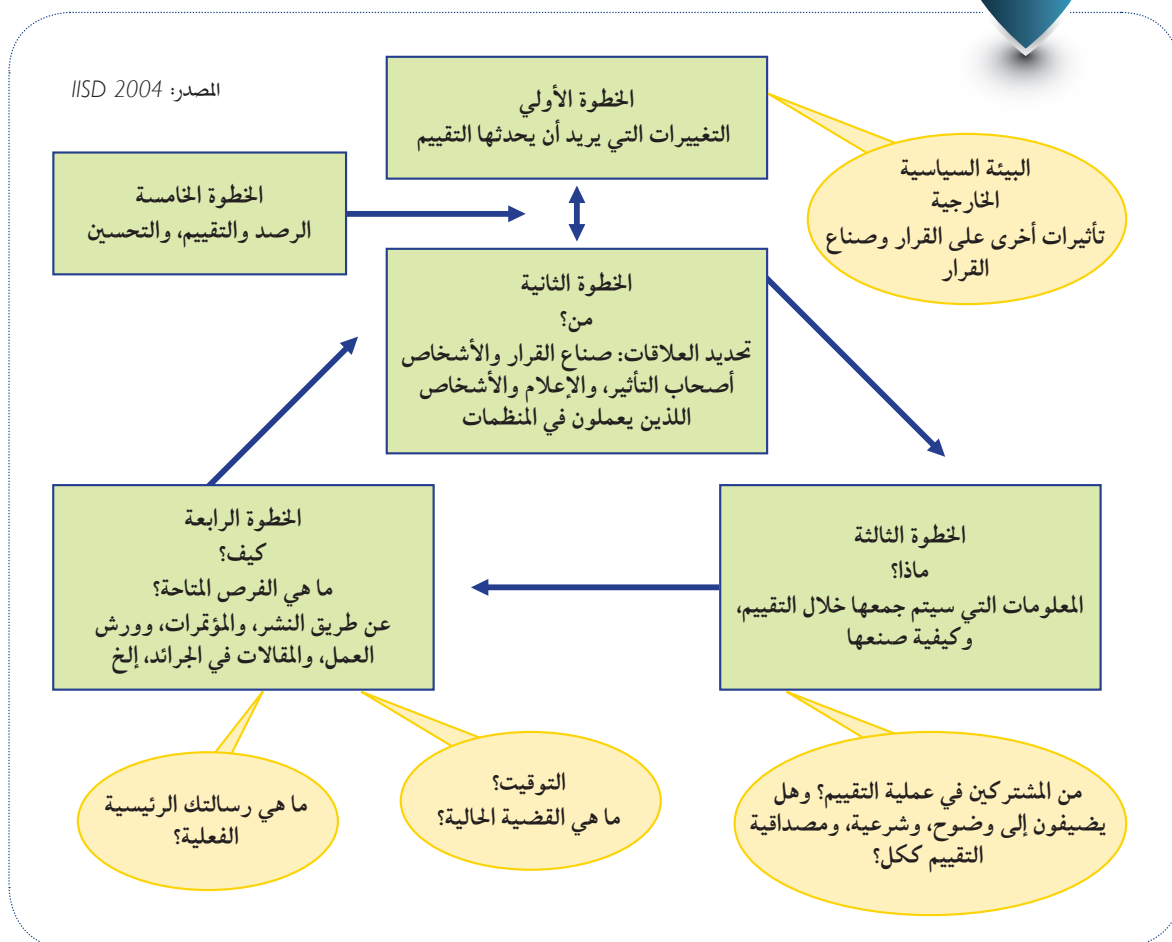 المصدر: IISD 2004
الخطوة الأولي
التغييرات التي يريد أن يحدثها التقييم
البيئة السياسية
الخارجية
تأثيرات أخرى على القرار وصناع
القرار
الخطوة الخامسة
الرصد والتقييم، والتحسين
الخطوة الثانية
من؟
تحديد العلاقات: صناع القرار والأشخاص
أصحاب التأثير، والإعلام والأشخاص
اللذين يعملون في المنظمات
الخطوة الثالثة
ماذا؟
المعلومات التي سيتم جمعها خلال التقييم،
وكيفية صنعها
الخطوة الرابعة
كيف؟
ما هي الفرص المتاحة؟
عن طريق النشر، والمؤتمرات، وورش
العمل، والمقالات في الجرائد، إلخ
من المشتركين في عملية التقييم؟ وهل
يضيفون إلى وضوح، وشرعية، ومصداقية
التقييم ككل؟
التوقيت؟
ما هي القضية الحالية؟
ما هي رسالتك الرئيسية
الفعلية؟